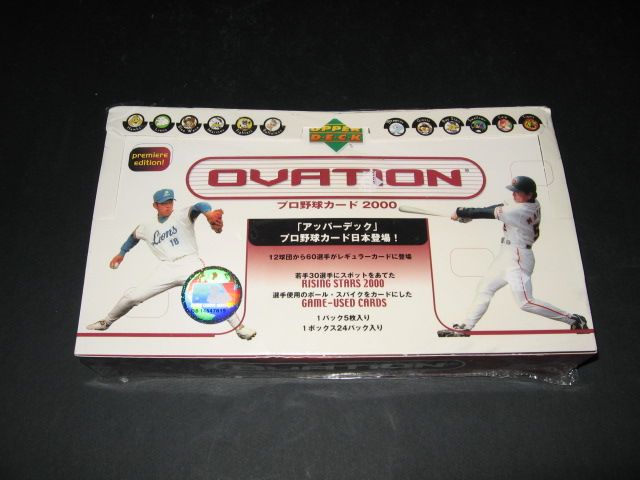 UPPER
DECK
premiere
edition!
OVATION
プロ野球カード 2000
「アッパーデック」
プロ野球カード日本登場!
12球団から60選手がレギュラーカードに登場
若手30選手にスポットをあてた
RISING STARS 2000
選手使用のボール・スパイクをカードにした
GAME-USED CARDS
1パック5枚入り
1ボックス24パック入り
Lions
18
OVATION